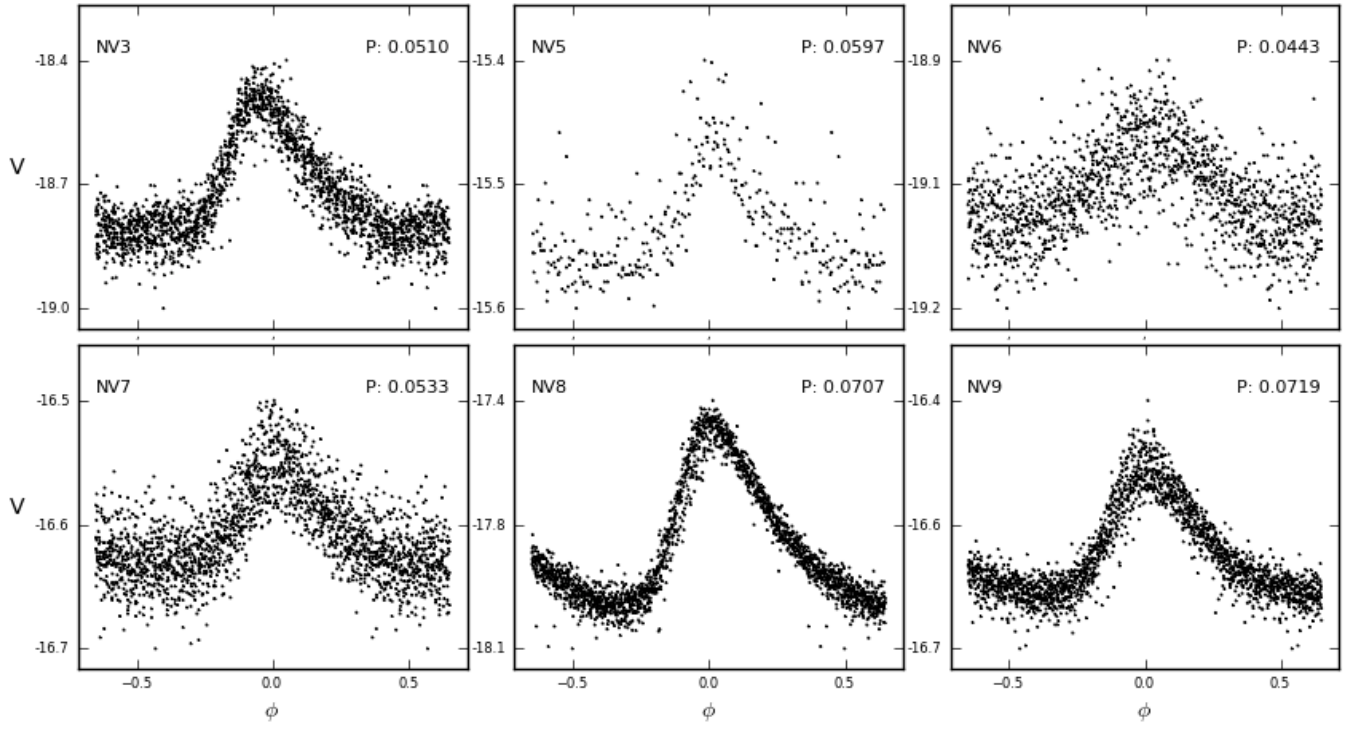 NV3 P: 0.0510
-18.4
V
-18.7
-19.0
NV5 P: 0.0597
-15.4
-15.5
-15.6
NV6 P: 0.0443
-18.9
-19.1
-19.2
NV7 P: 0.0533
-16.5
V
-16.6
-16.7
−0.5 0.0 0.5
ϕ
NV8 P: 0.0707
-17.4
-17.8
-18.1
−0.5 0.0 0.5
ϕ
NV9 P: 0.0719
-16.4
-16.6
-16.7
−0.5 0.0 0.5
ϕ